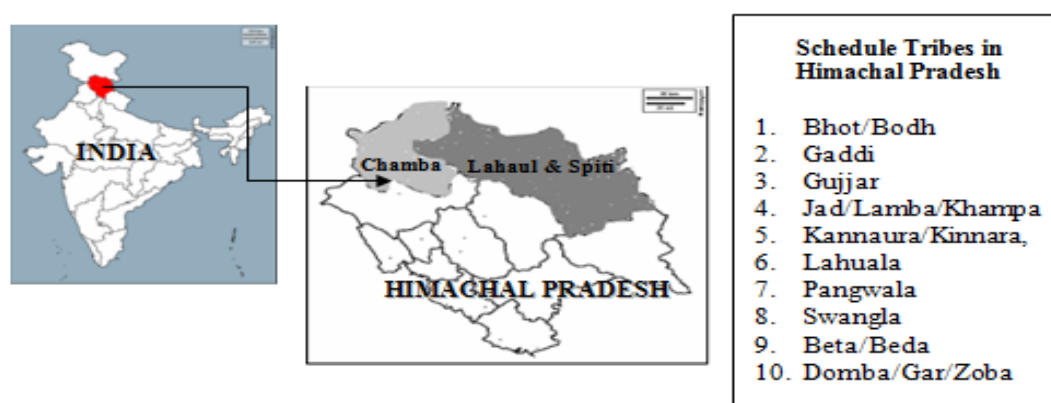 INDIA
Chamba
Lahaul & Spiti
HIMACHAL PRADESH
Schedule Tribes in
Himachal Pradesh
1. Bhot/Bodh
2. Gaddi
3. Gujjar
4. Jad/Lamba/Khampa
5. Kannaura/Kinnara,
6. Lahuala
7. Pangwala
8. Swangla
9. Beta/Beda
10. Domba/Gar/Zoba